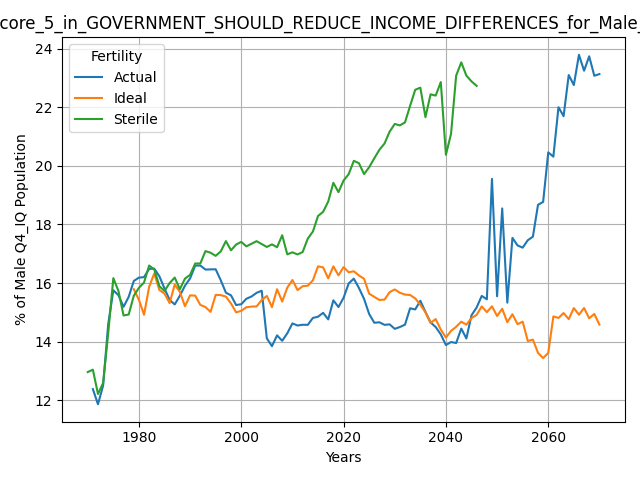 core_5_in_GOVERNMENT_SHOULD_REDUCE_INCOME_DIFFERENCES_for_Male_
Fertility
Actual
Ideal
Sterile
% of Male Q4_IQ Population
24
22
20
18
16
14
12
1980 2000 2020 2040 2060
Years